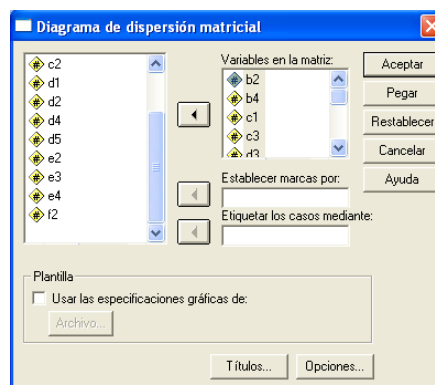 Diagrama de dispersión matricial
c2
d1
d2
d4
d5
e2
e3
e4
f2
Variables en la matriz:
b2
b4
c1
c3
d3
Establecer marcas por:
Etiquetar los casos mediante:
Aceptar
Pegar
Restablecer
Cancelar
Ayuda
Plantilla
Usar las especificaciones gráficas de:
Archivo...
Títulos...
Opciones...